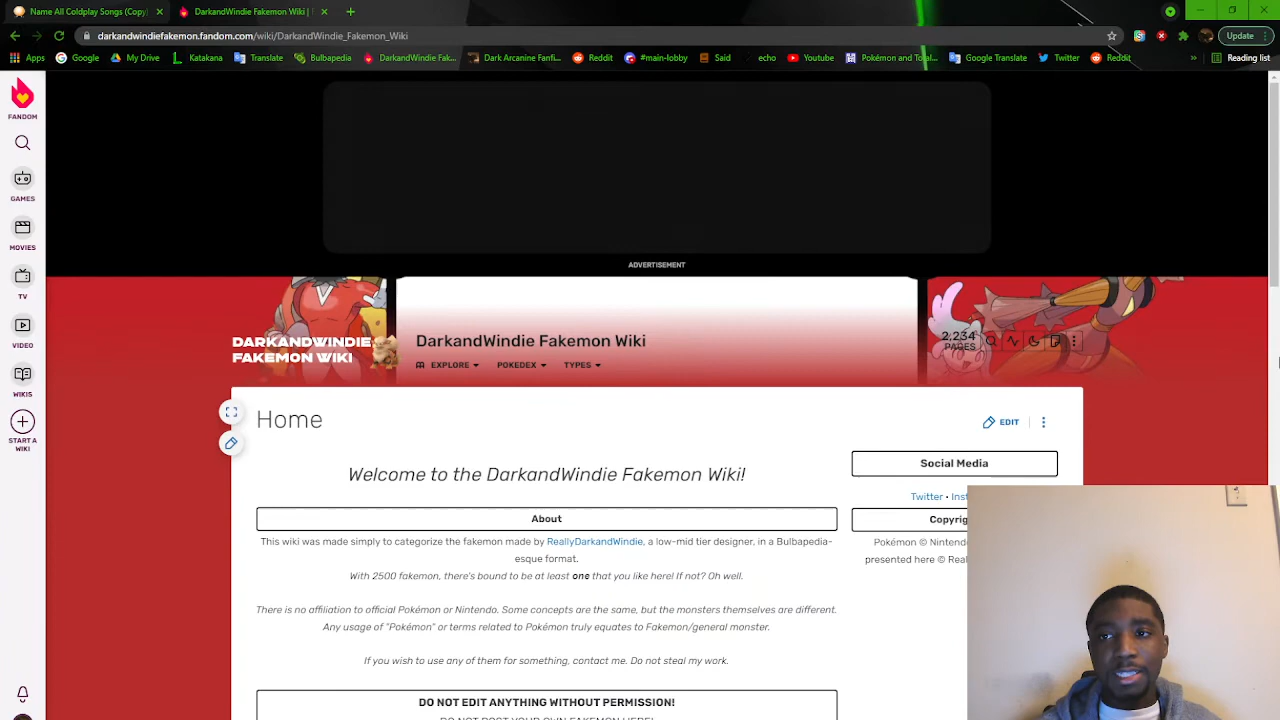 Name All Coldplay Songs (Copy)
DarkandWindie Fakemon Wiki |
darkandwindiefakemon.fandom.com/wiki/DarkandWindie_Fakemon_Wiki
Update
Apps
Google
My Drive
Katakana
Translate
Bulbapedia
DarkandWindie Fak...
Dark Arcanine Fanfi...
Reddit
#main-lobby
Said
echo
Youtube
Pokémon and Total...
Google Translate
Twitter
Reddit
»
Reading list
FANDOM
GAMES
MOVIES
TV
VIDEO
WIKIS
START A
WIKI
ADVERTISEMENT
DARKANDWINDIE
FAKEMON WIKI
DarkandWindie Fakemon Wiki
EXPLORE
POKEDEX
TYPES
2,234
PAGES
Home
EDIT
Welcome to the DarkandWindie Fakemon Wiki!
About
This wiki was made simply to categorize the fakemon made by ReallyDarkandWindie, a low-mid tier designer, in a Bulbapedia-
esque format.
With 2500 fakemon, there's bound to be at least one that you like here! If not? Oh well.
There is no affiliation to official Pokémon or Nintendo. Some concepts are the same, but the monsters themselves are different.
Any usage of "Pokémon" or terms related to Pokémon truly equates to Fakemon/general monster.
If you wish to use any of them for something, contact me. Do not steal my work.
DO NOT EDIT ANYTHING WITHOUT PERMISSION!
DO NOT POST YOUR OWN FAKEMON HERE!
Social Media
Twitter · Inst
Copyrig
Pokémon © Nintend
presented here © Real